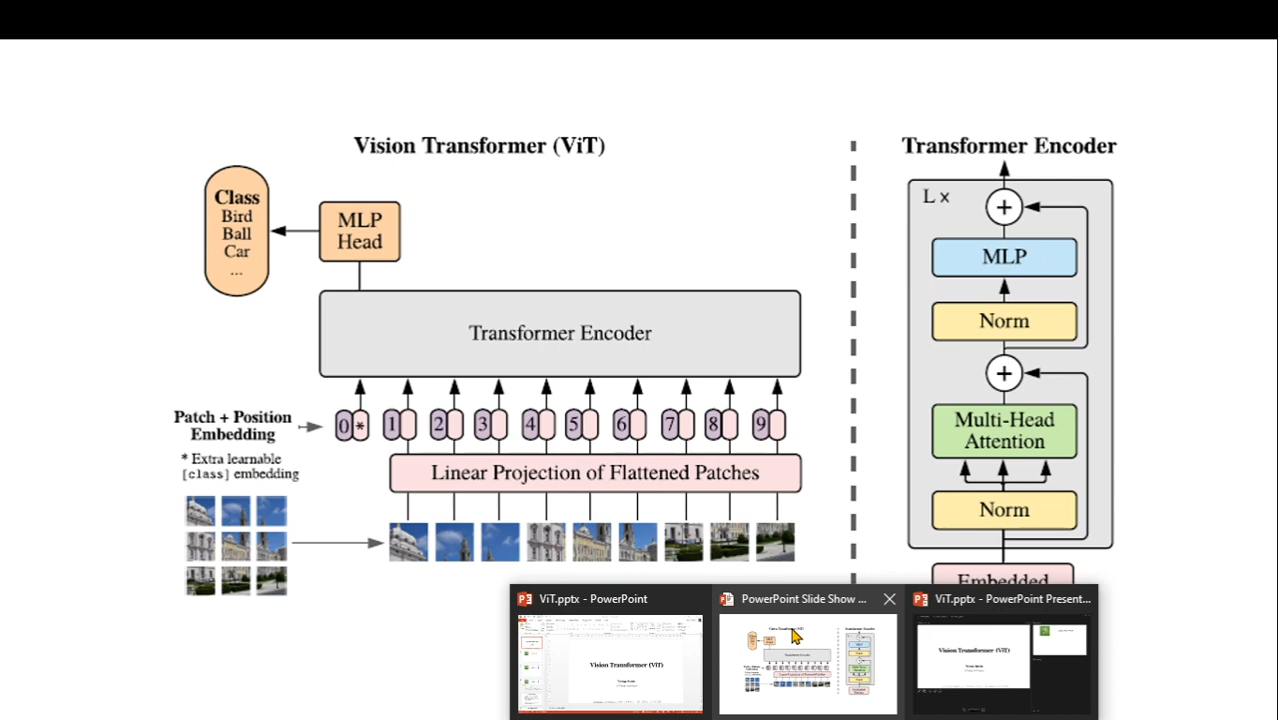 Vision Transformer (ViT)
Class
Bird
Ball
Car
...
MLP
Head
Transformer Encoder
Patch + Position
Embedding
0 * 1 2 3 4 5 6 7 8 9
* Extra learnable
[class] embedding
Linear Projection of Flattened Patches
Transformer Encoder
L x
+
MLP
Norm
+
Multi-Head
Attention
Norm
Embedded
ViT.pptx - PowerPoint
PowerPoint Slide Show ...
ViT.pptx - PowerPoint Present...
Vision Transformer (ViT)
Vision Transformer (ViT)